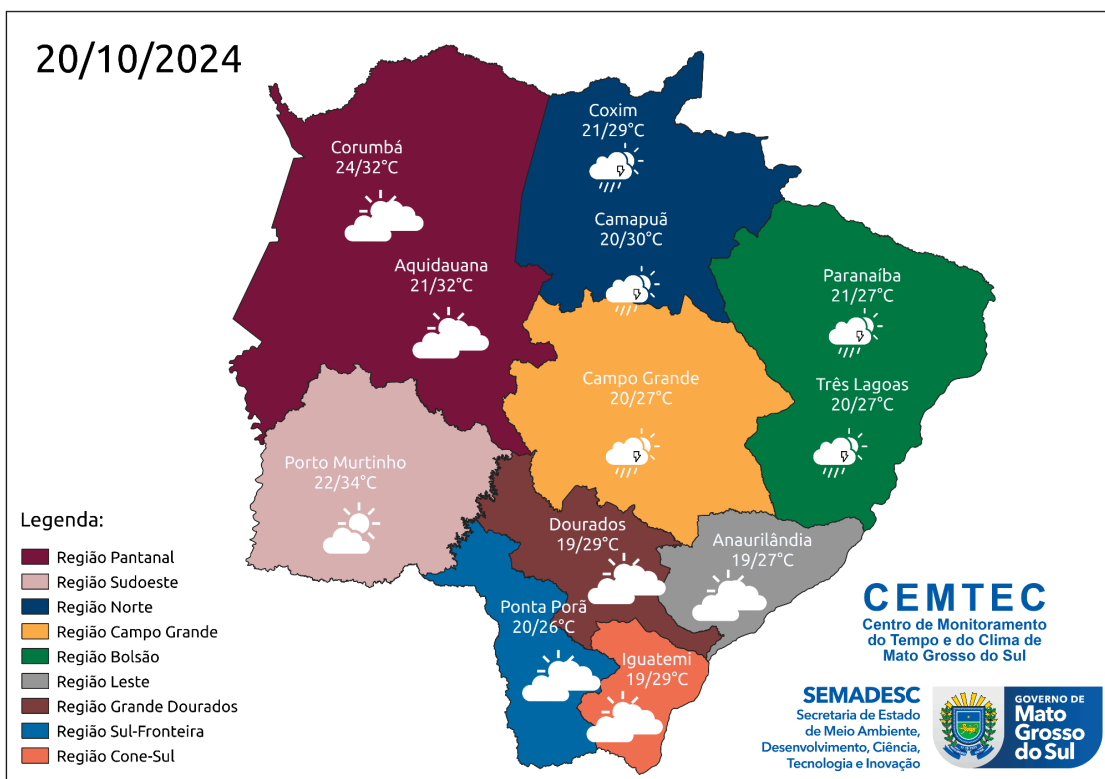 20/10/2024
Coxim
21/29°C
Corumbá
24/32°C
Camapuã
20/30°C
Aquidauana
21/32°C
Paranaíba
21/27°C
Campo Grande
20/27°C
Três Lagoas
20/27°C
Porto Murtinho
22/34°C
Dourados
19/29°C
Anaurilândia
19/27°C
Ponta Porã
20/26°C
Iguatemi
19/29°C
Legenda:
Região Pantanal
Região Sudoeste
Região Norte
Região Campo Grande
Região Bolsão
Região Leste
Região Grande Dourados
Região Sul-Fronteira
Região Cone-Sul
CEMTEC
Centro de Monitoramento
do Tempo e do Clima de
Mato Grosso do Sul
SEMADESC
Secretaria de Estado
de Meio Ambiente,
Desenvolvimento, Ciência,
Tecnologia e Inovação
GOVERNO DE
Mato
Grosso
do Sul